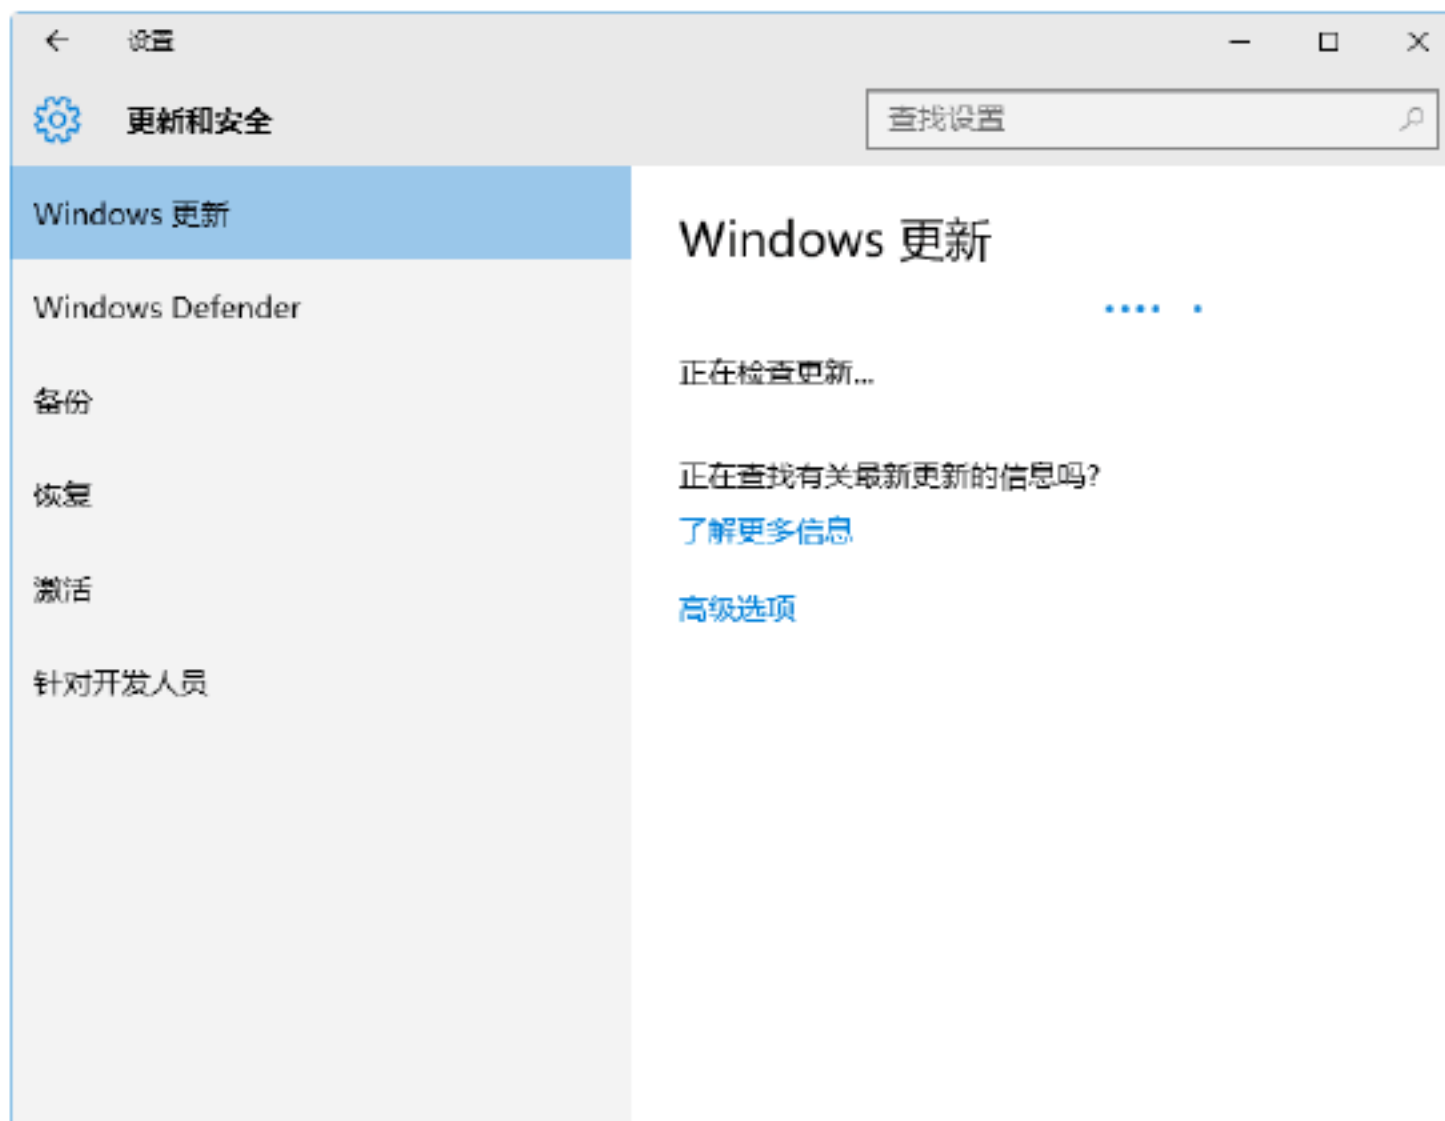 设置
更新和安全
查找设置
Windows 更新
Windows Defender
备份
恢复
激活
针对开发人员
Windows 更新
正在检查更新...
正在查找有关最新更新的信息吗?
了解更多信息
高级选项